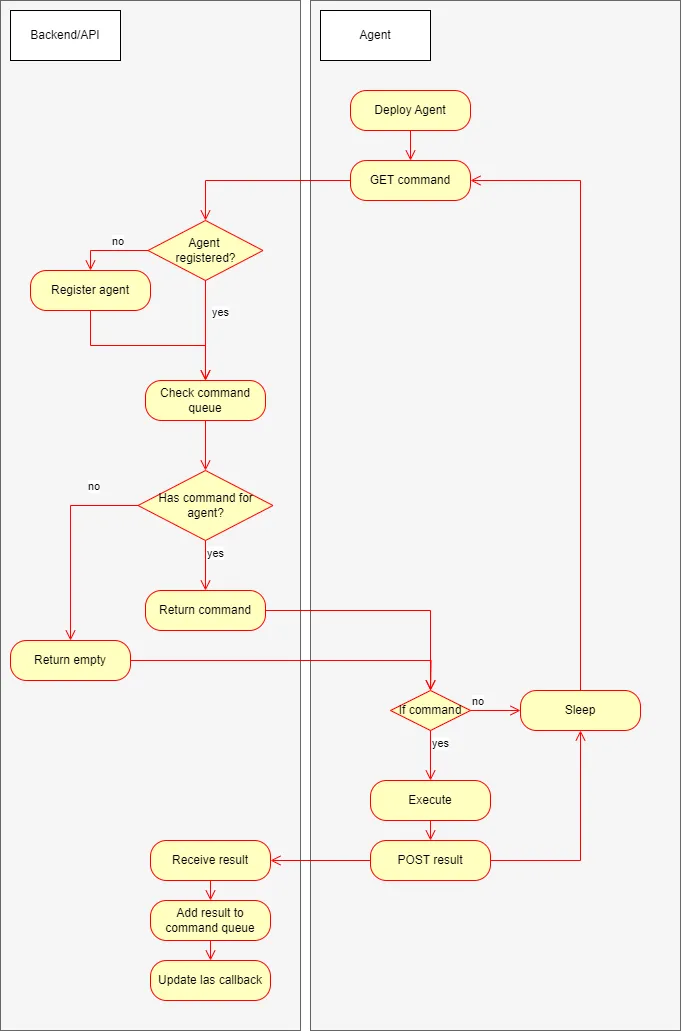 Backend/API
Agent
Deploy Agent
GET command
Agent
registered?
no
Register agent
yes
Check command
queue
Has command for
agent?
no
yes
Return command
Return empty
If command
no
Sleep
yes
Execute
Receive result
POST result
Add result to
command queue
Update las callback